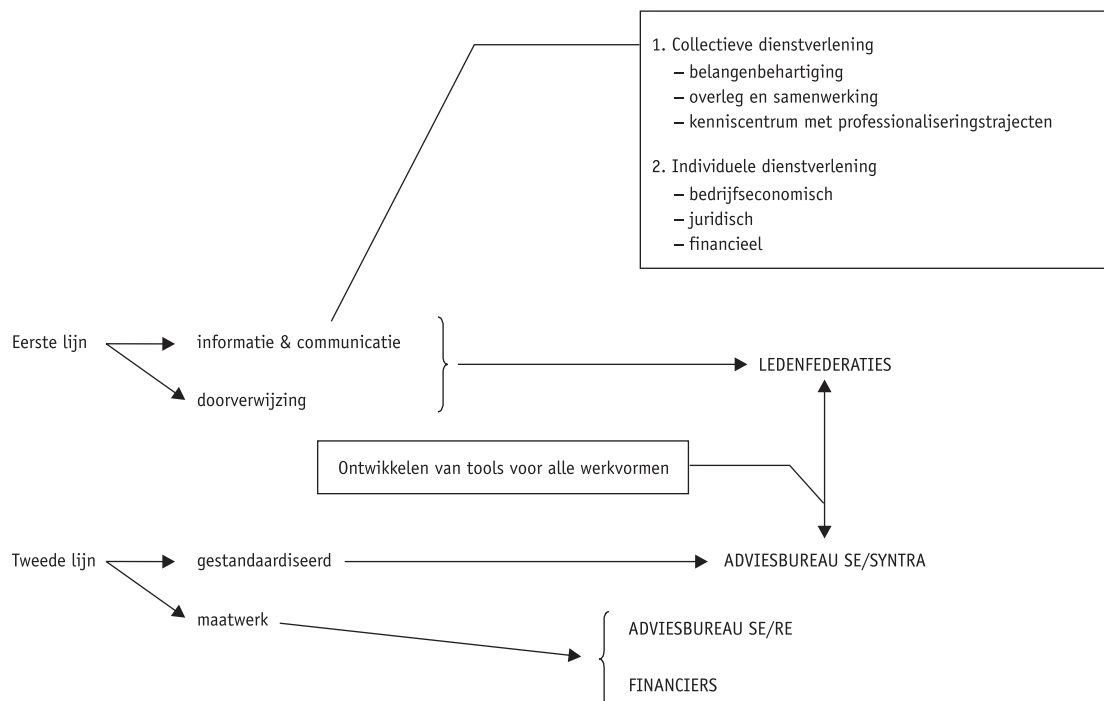 1. Collectieve dienstverlening
– belangenbehartiging
– overleg en samenwerking
– kenniscentrum met professionaliseringstrajecten
2. Individuele dienstverlening
– bedrijfseconomisch
– juridisch
– financieel
Eerste lijn
informatie & communicatie
doorverwijzing
LEDENFEDERATIES
Ontwikkelen van tools voor alle werkvormen
Tweede lijn
gestandaardiseerd
ADVIESBUREAU SE/SYNTRA
maatwerk
ADVIESBUREAU SE/RE
FINANCIERS